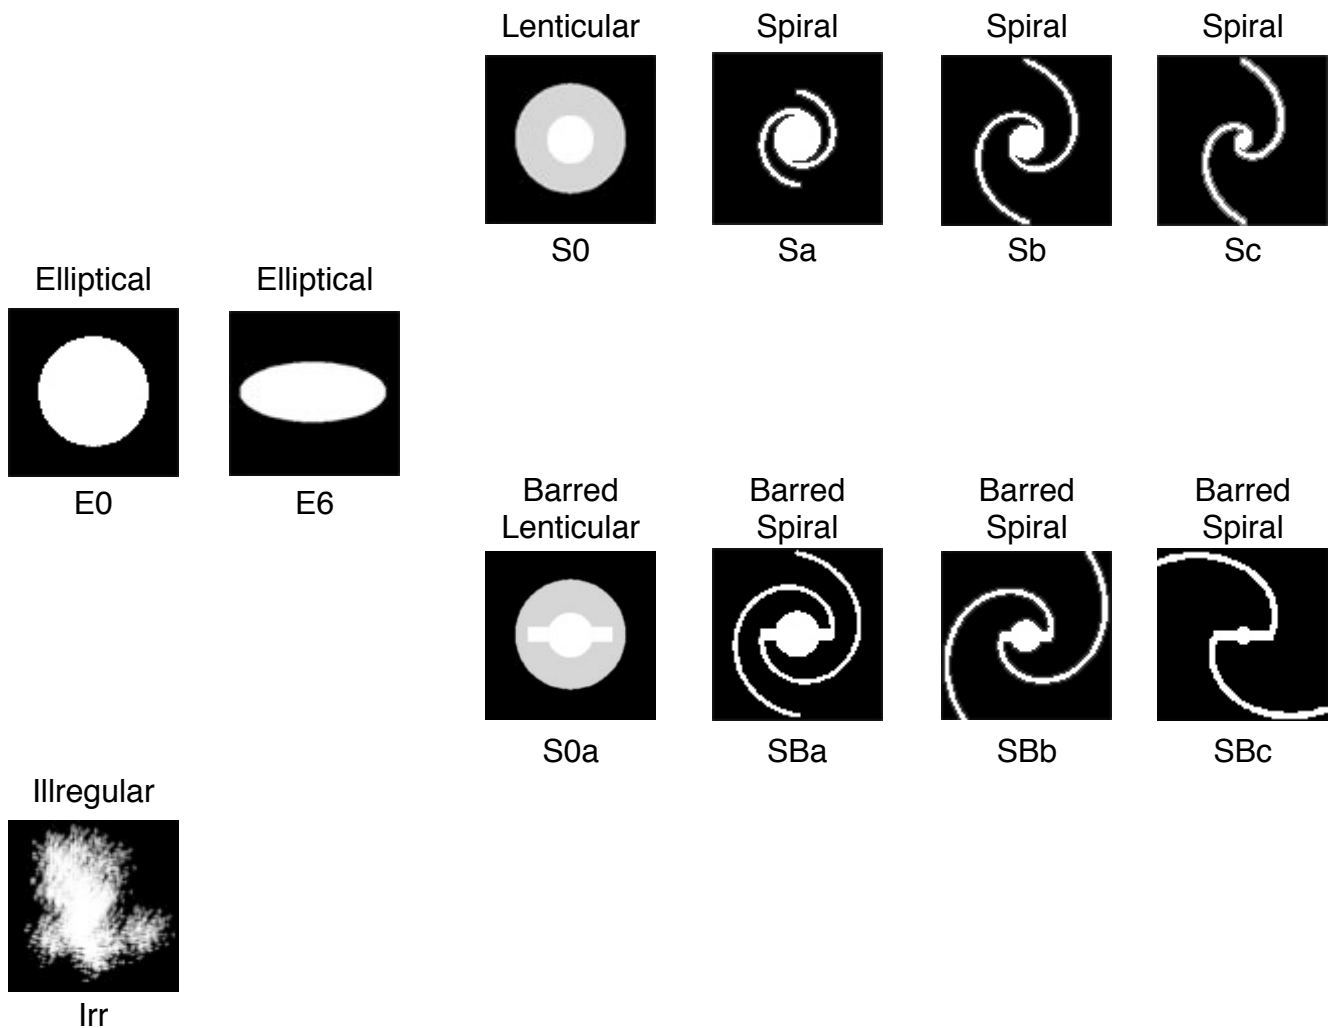 Lenticular Spiral Spiral Spiral
S0 Sa Sb Sc
Elliptical Elliptical
E0 E6
Barred Barred Barred Barred
Lenticular Spiral Spiral Spiral
S0a SBa SBb SBc
Illregular
Irr